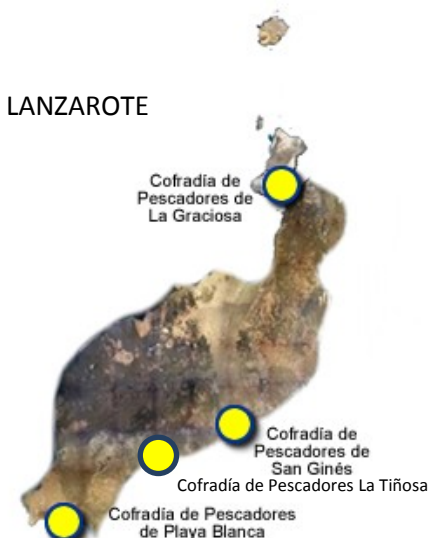 LANZAROTE
Cofradía de
Pescadores de
La Graciosa
Cofradía de
Pescadores de
San Ginés
Cofradía de Pescadores La Tiñosa
Cofradía de Pescadores
de Playa Blanca